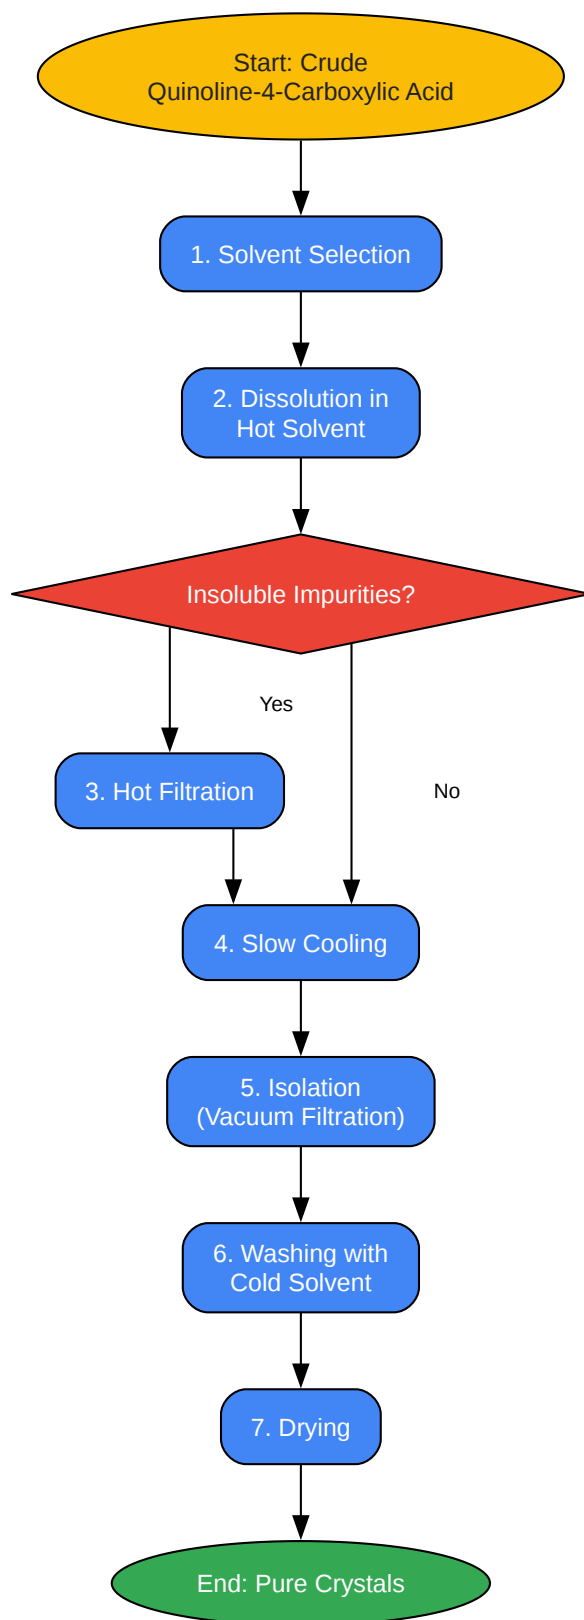 Start: Crude
Quinoline-4-Carboxylic Acid
1. Solvent Selection
2. Dissolution in
Hot Solvent
Insoluble Impurities?
Yes
3. Hot Filtration
No
4. Slow Cooling
5. Isolation
(Vacuum Filtration)
6. Washing with
Cold Solvent
7. Drying
End: Pure Crystals